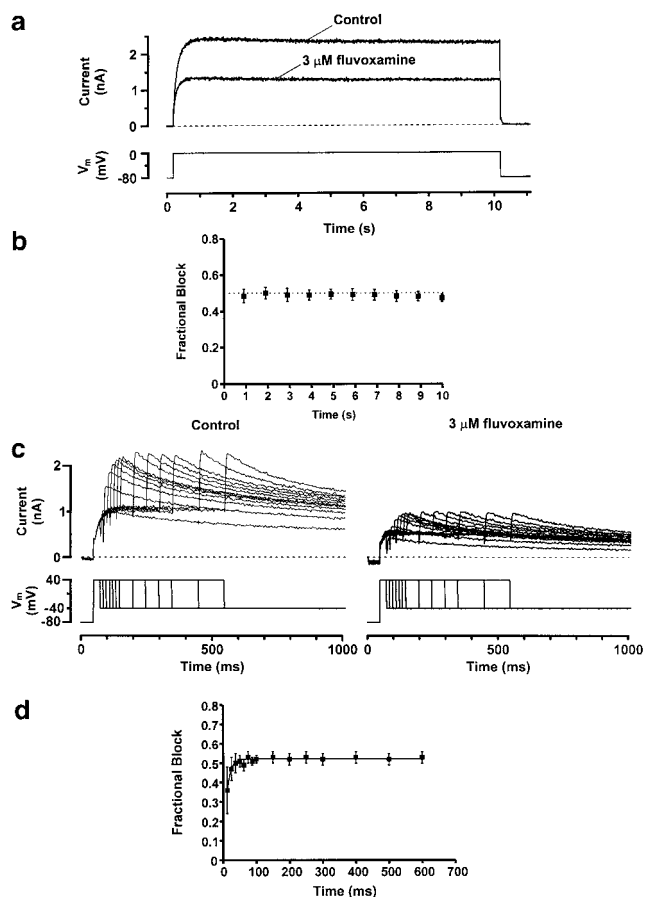 a
Control
3 μM fluvoxamine
Current
(nA)
2
1
0
Vm
(mV)
0
-80
0 2 4 6 8 10
Time (s)
b
Fractional Block
0.8
0.6
0.4
0.2
0
0 1 2 3 4 5 6 7 8 9 10
Time (s)
Control
3 μM fluvoxamine
c
Current
(nA)
2
1
0
Vm
(mV)
40
-40
-80
0 500 1000
Time (ms)
40
-40
-80
0 500 1000
Time (ms)
d
Fractional Block
0.8
0.7
0.6
0.5
0.4
0.3
0.2
0.1
0
0 100 200 300 400 500 600 700
Time (ms)